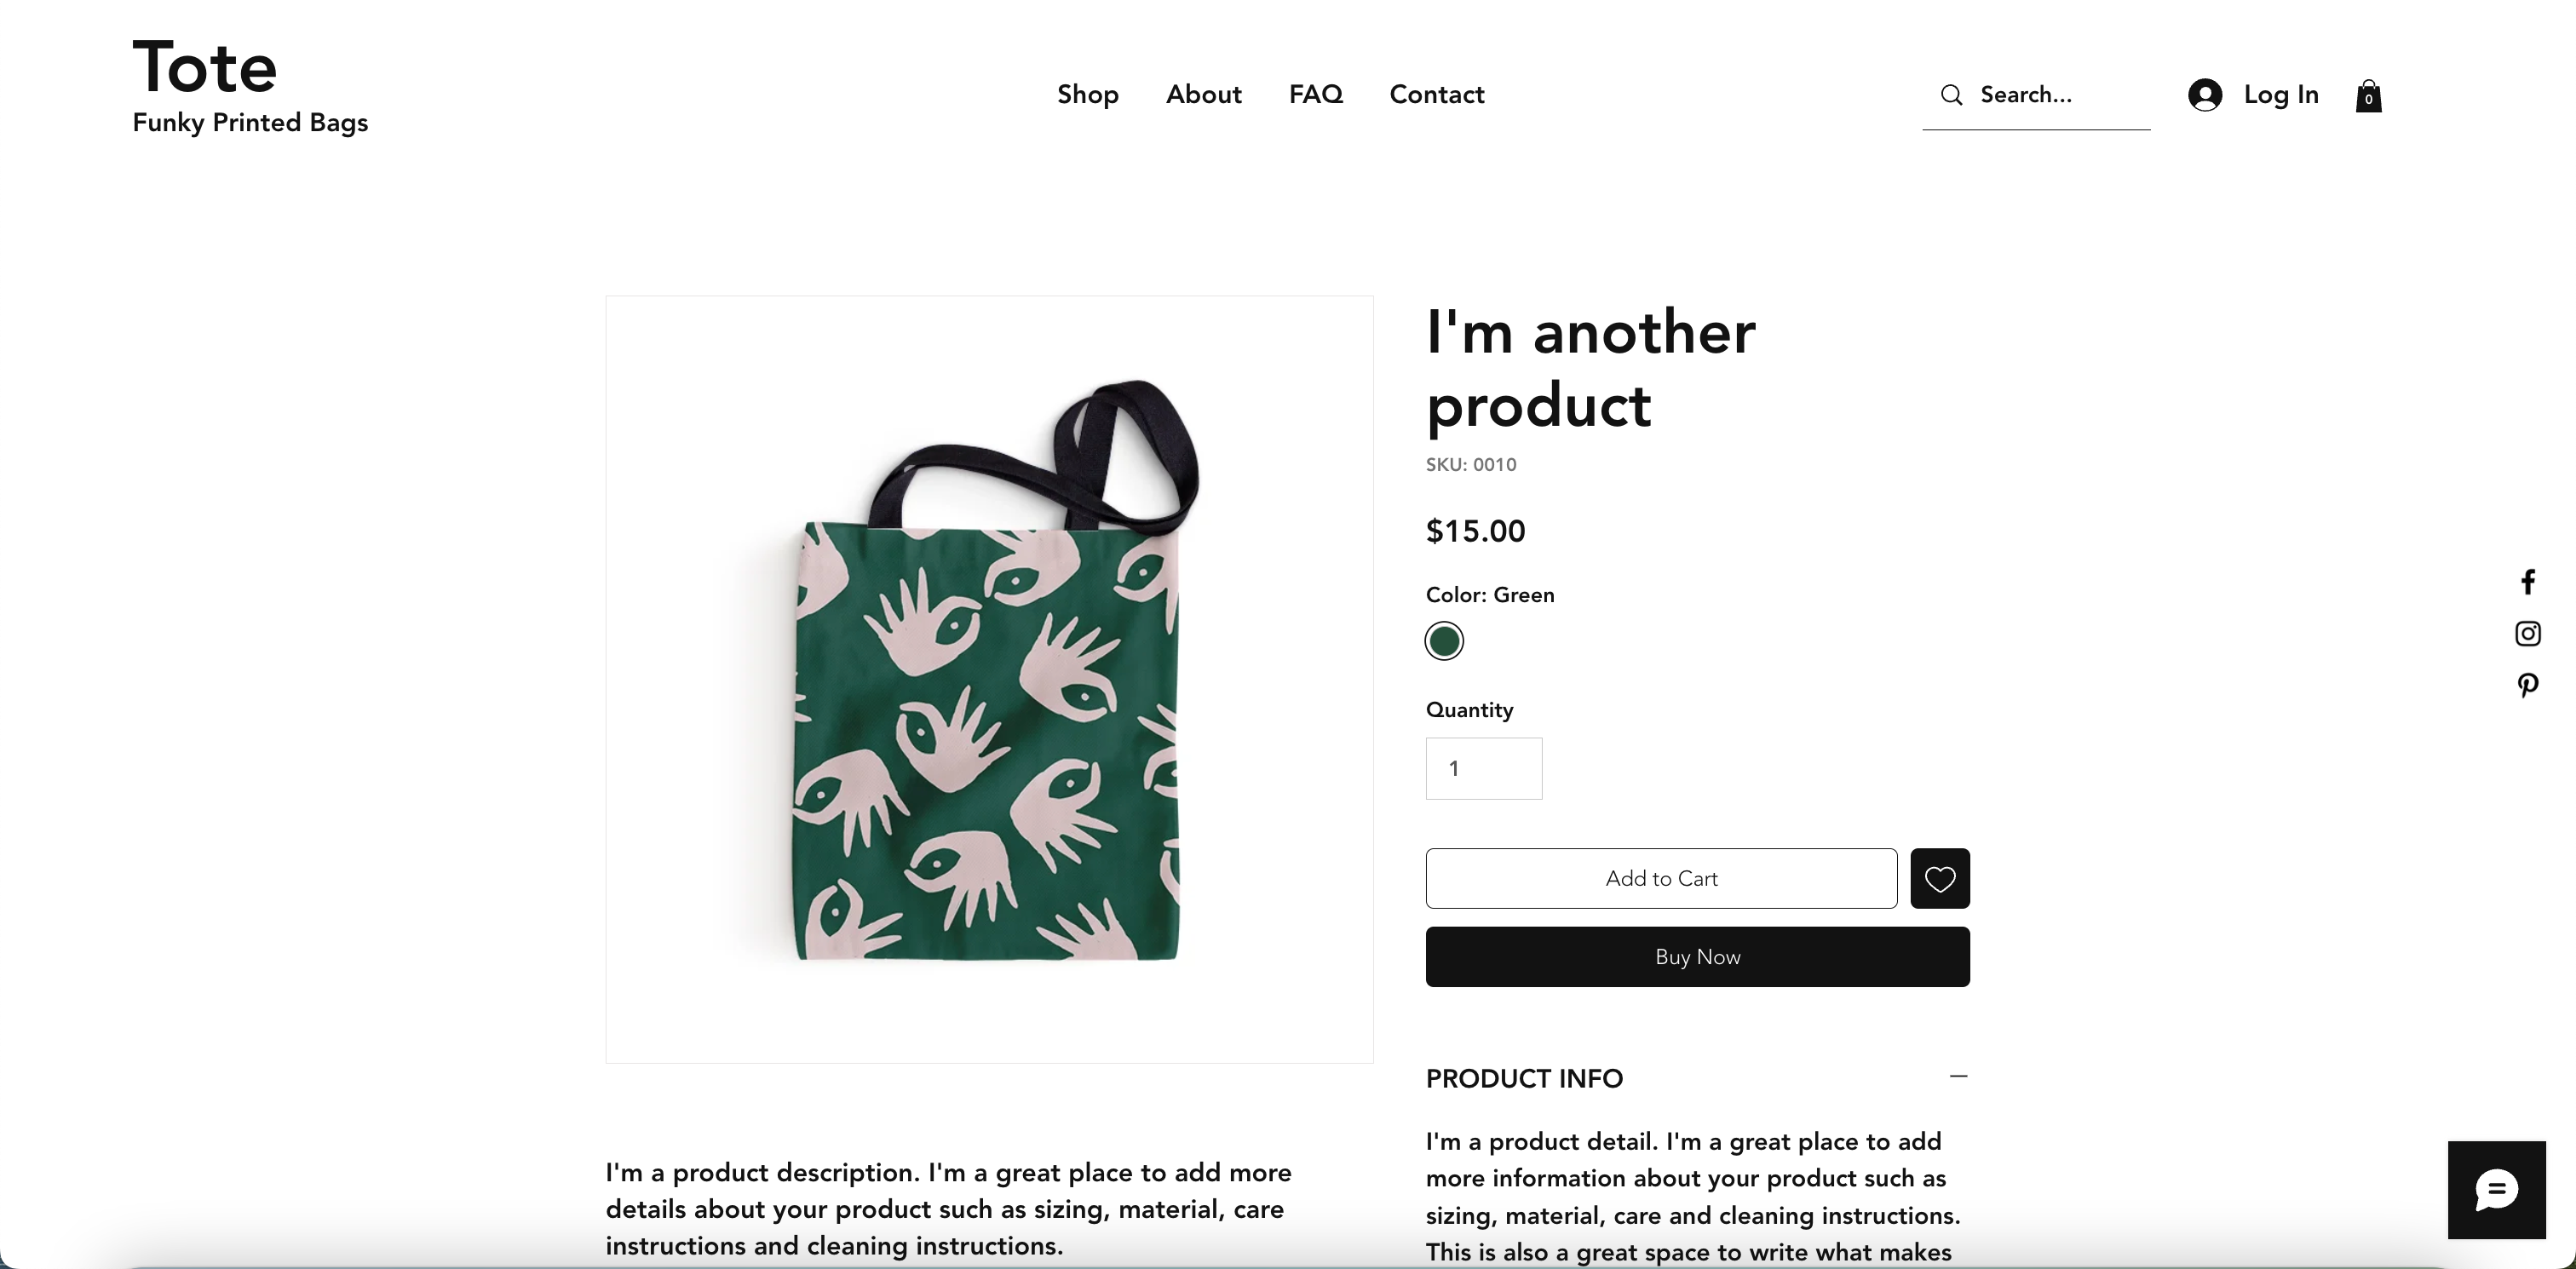 Tote
Funky Printed Bags
Shop About FAQ Contact
Search...
Log In
0
I'm another
product
SKU: 0010
$15.00
Color: Green
Quantity
1
Add to Cart
Buy Now
PRODUCT INFO
I'm a product detail. I'm a great place to add
more information about your product such as
sizing, material, care and cleaning instructions.
This is also a great space to write what makes
I'm a product description. I'm a great place to add more
details about your product such as sizing, material, care
instructions and cleaning instructions.